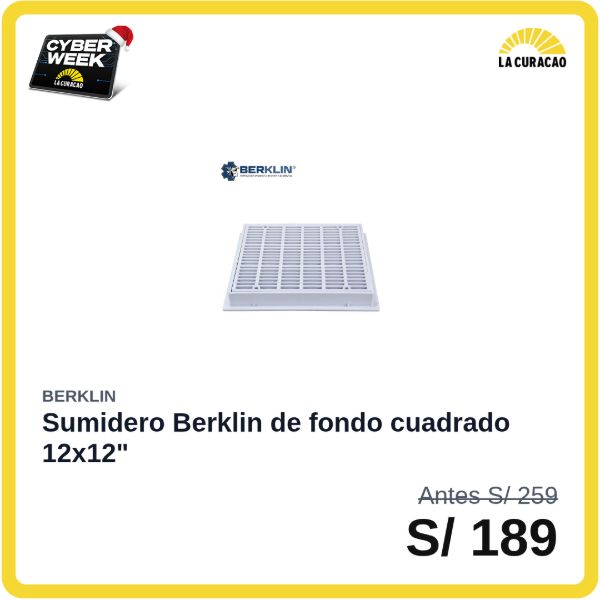 CYBER
WEEK
LA CURACAO
LA CURACAO
BERKLIN®
BERKLIN
Sumidero Berklin de fondo cuadrado
12x12"
Antes S/ 259
S/ 189